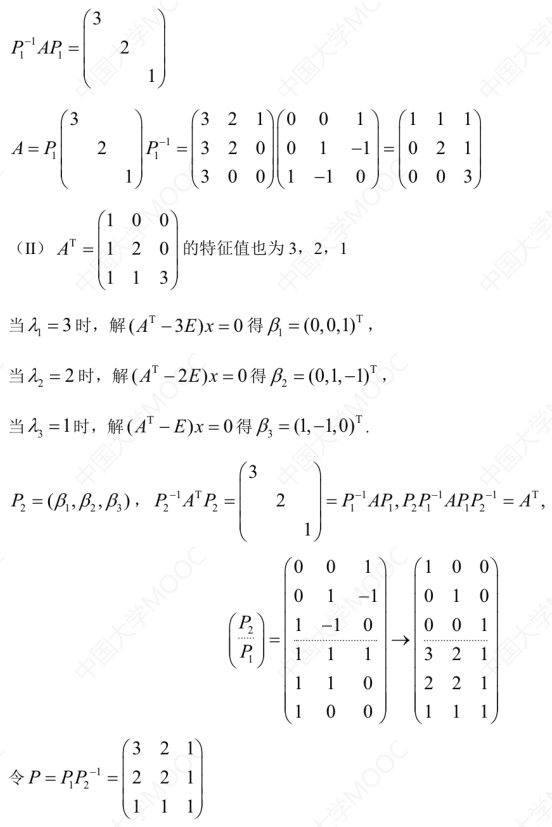 P₁⁻¹AP₁ = (3 2 1)
A = P₁ (3 2 1) P₁⁻¹ = (3 2 1 3 2 0 3 0 0) (0 0 1 0 1 −1 1 −1 0) = (1 1 1 0 2 1 0 0 3)
（II） Aᵀ = (1 0 0 1 2 0 1 1 3) 的特征值也为 3，2，1
当 λ₁ = 3 时，解 (Aᵀ − 3E)x = 0 得 β₁ = (0,0,1)ᵀ，
当 λ₂ = 2 时，解 (Aᵀ − 2E)x = 0 得 β₂ = (0,1,−1)ᵀ，
当 λ₃ = 1 时，解 (Aᵀ − E)x = 0 得 β₃ = (1,−1,0)ᵀ.
P₂ = (β₁, β₂, β₃)，P₂⁻¹AᵀP₂ = (3 2 1) = P₁⁻¹AP₁, P₂P₁⁻¹AP₁P₂⁻¹ = Aᵀ,
(P₂ P₁) = (0 0 1 0 1 −1 1 −1 0 1 1 1 1 1 0 1 0 0) → (1 0 0 0 1 0 0 0 1 3 2 1 2 2 1 1 1 1)
令 P = P₁P₂⁻¹ = (3 2 1 2 2 1 1 1 1)
中国大学MOOC